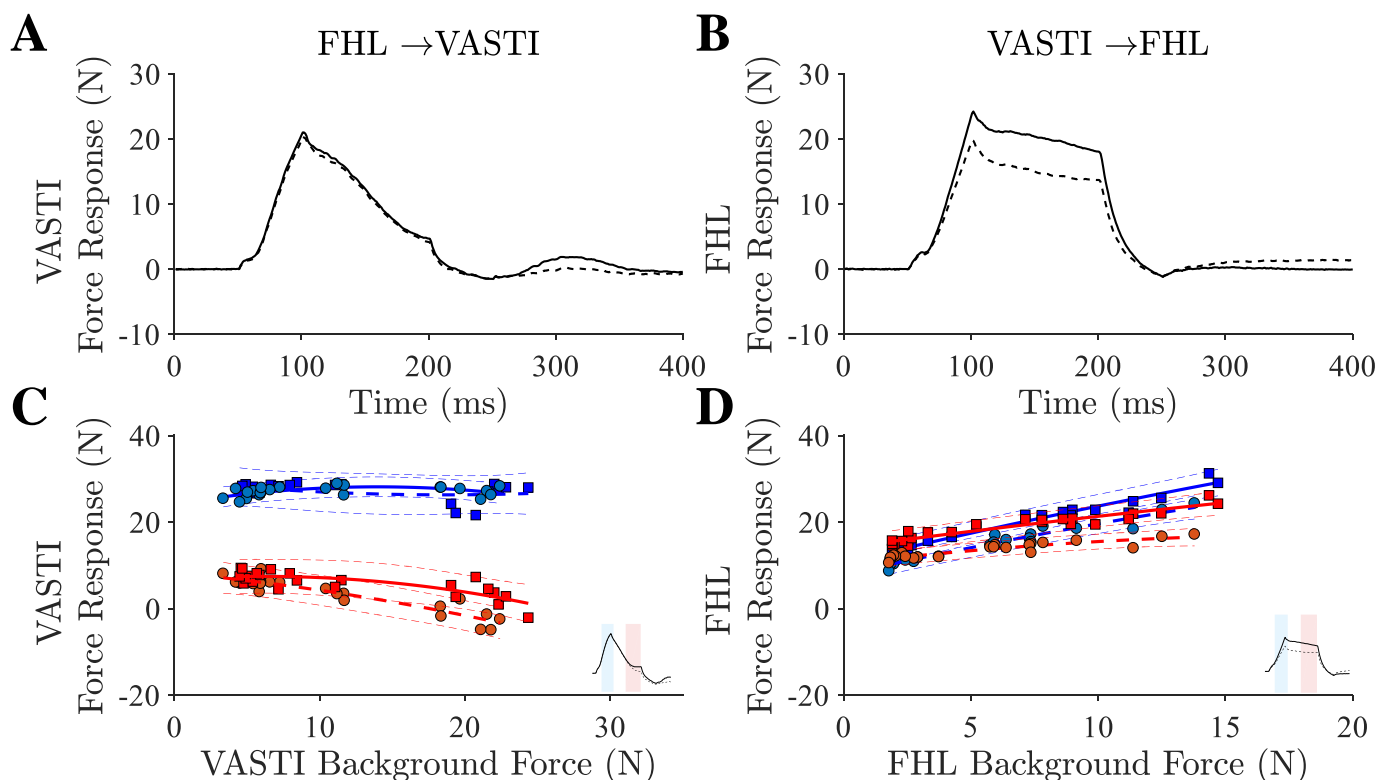 A
FHL →VASTI
VASTI
Force Response (N)
30
20
10
0
-10
0
100
200
300
400
Time (ms)
B
VASTI →FHL
FHL
Force Response (N)
30
20
10
0
-10
0
100
200
300
400
Time (ms)
C
VASTI
Force Response (N)
40
20
0
-20
0
10
20
30
VASTI Background Force (N)
D
FHL
Force Response (N)
40
20
0
-20
0
5
10
15
20
FHL Background Force (N)